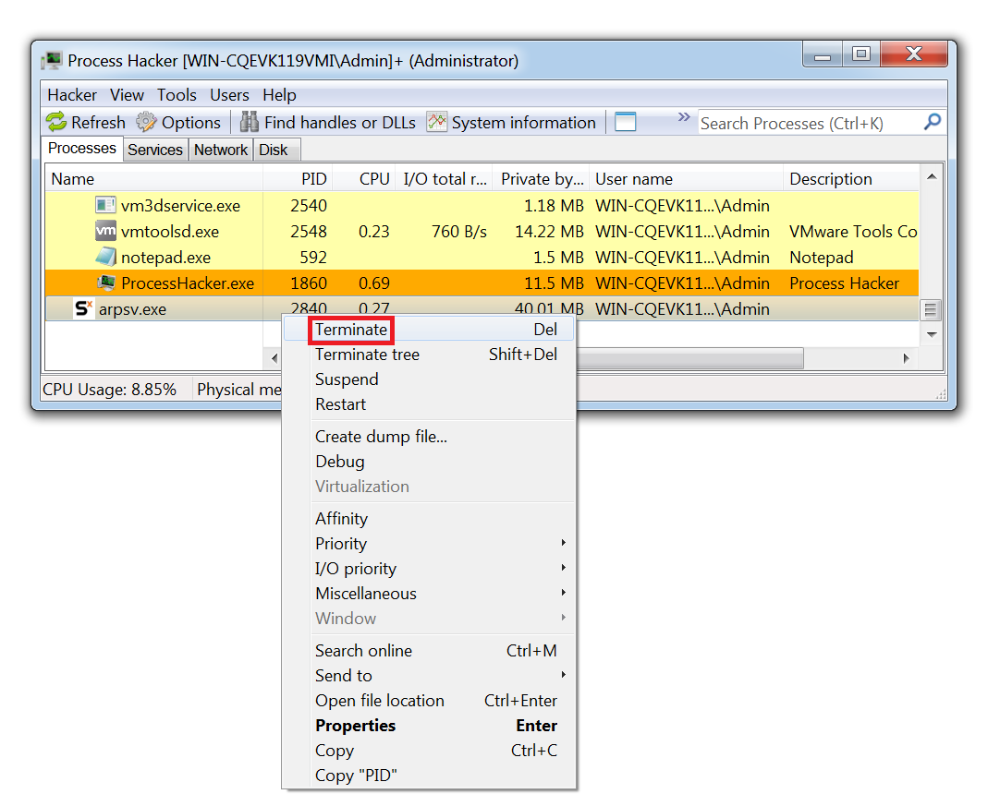 Process Hacker [WIN-CQEVK119VMI\Admin]+ (Administrator)
Hacker View Tools Users Help
Refresh Options Find handles or DLLs System information » Search Processes (Ctrl+K)
Processes Services Network Disk
Name PID CPU I/O total r... Private by... User name Description
vm3dservice.exe 2540 1.18 MB WIN-CQEVK11...\Admin
vm vmtoolsd.exe 2548 0.23 760 B/s 14.22 MB WIN-CQEVK11...\Admin VMware Tools Co
notepad.exe 592 1.5 MB WIN-CQEVK11...\Admin Notepad
ProcessHacker.exe 1860 0.69 11.5 MB WIN-CQEVK11...\Admin Process Hacker
Sx arpsv.exe 2840 0.27 40.01 MB WIN-CQEVK11...\Admin
Terminate Del
Terminate tree Shift+Del
Suspend
CPU Usage: 8.85% Physical me
Restart
Create dump file...
Debug
Virtualization
Affinity
Priority
I/O priority
Miscellaneous
Window
Search online Ctrl+M
Send to
Open file location Ctrl+Enter
Properties Enter
Copy Ctrl+C
Copy "PID"